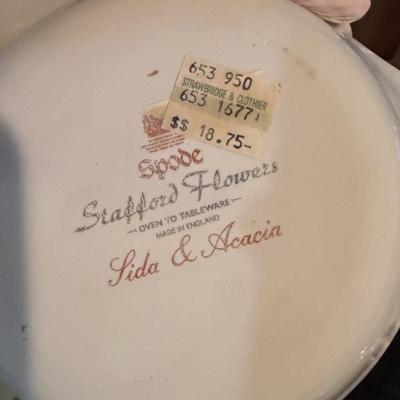 653 950
STRAWBRIDGE & CLOTHIER
653 1677
$$ 18.75-
Spode
Stafford Flowers
OVEN TO TABLEWARE
MADE IN ENGLAND
Sida & Acacia